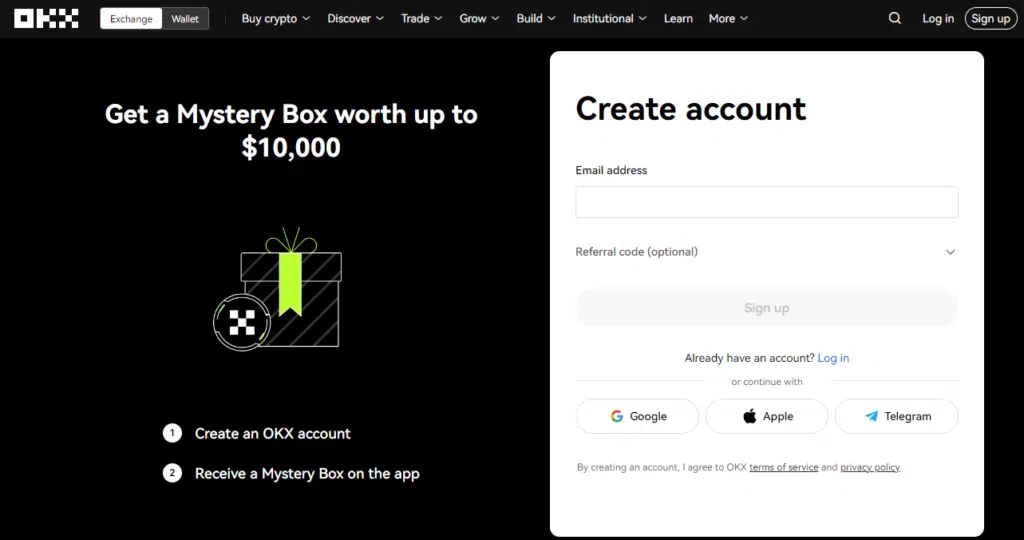 OKX
Exchange Wallet Buy crypto Discover Trade Grow Build Institutional Learn More Log in Sign up
Get a Mystery Box worth up to
$10,000
1 Create an OKX account
2 Receive a Mystery Box on the app
Create account
Email address
Referral code (optional)
Sign up
Already have an account? Log in
or continue with
Google Apple Telegram
By creating an account, I agree to OKX terms of service and privacy policy